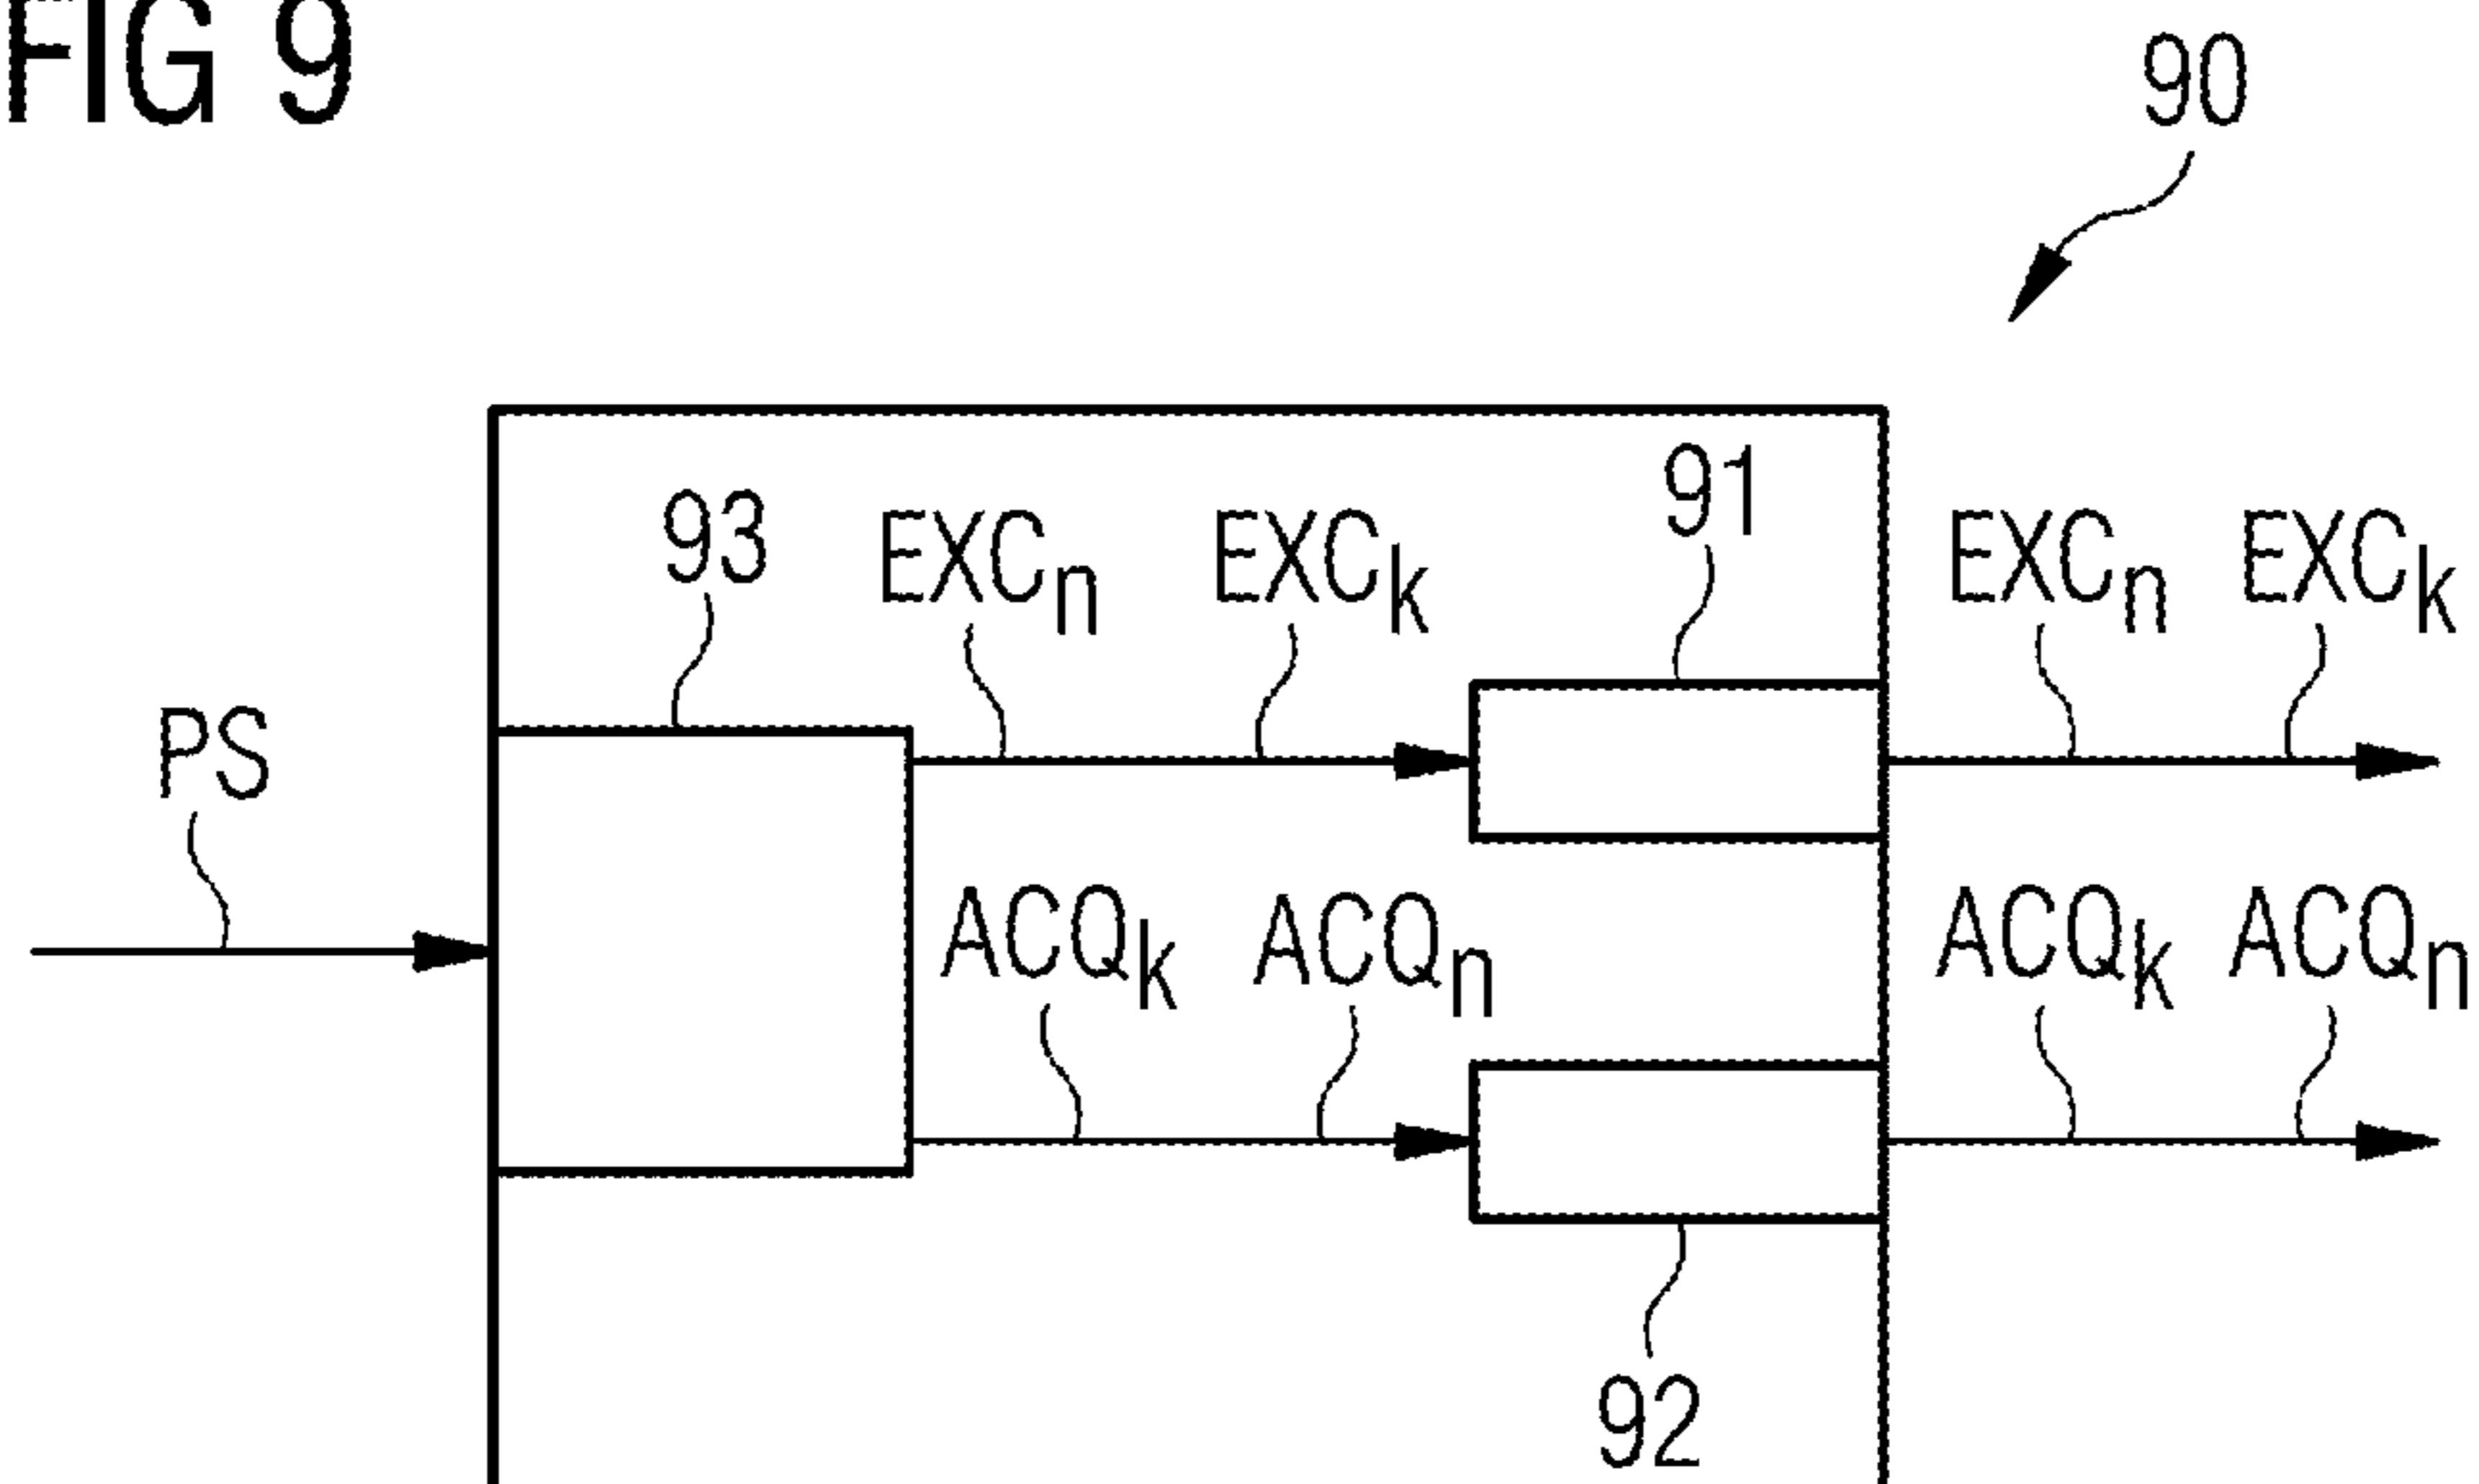 FIG 9
90
93 EXCn EXCk 91 EXCn EXCk
PS
ACQk ACQn ACQk ACQn
92